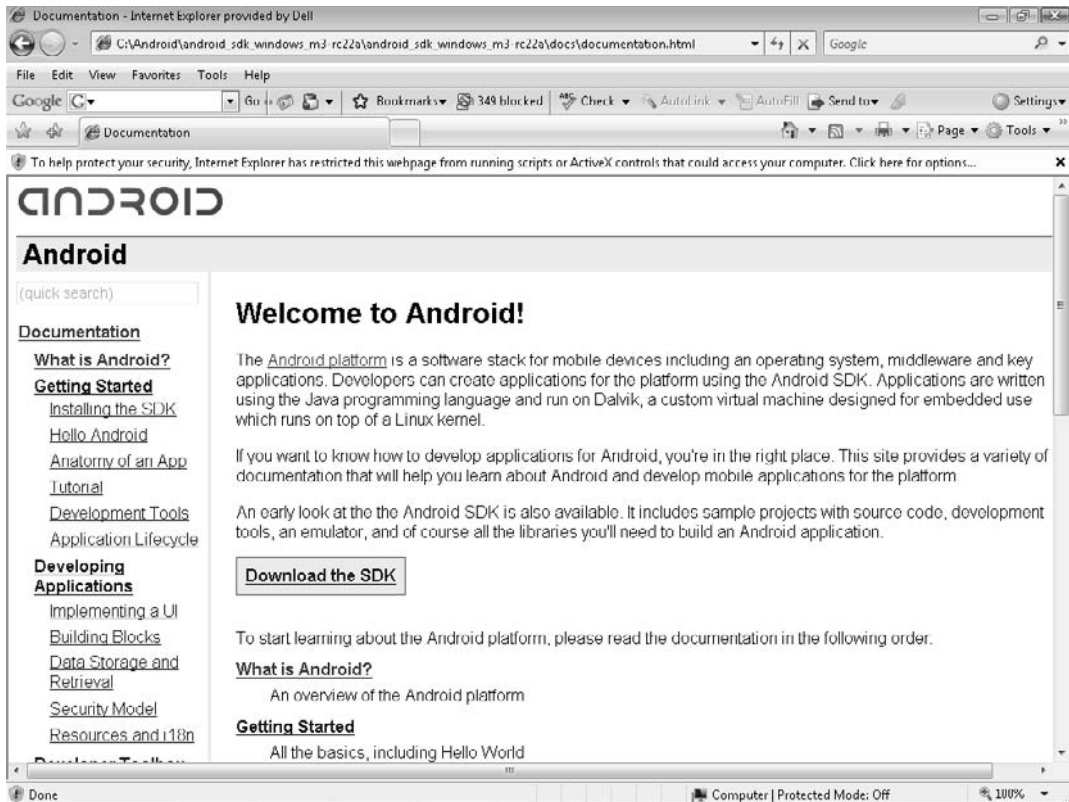 Documentation - Internet Explorer provided by Dell
C:\Android\android_sdk_windows_m3-rc22a\android_sdk_windows_m3-rc22a\docs\documentation.html
Google
File Edit View Favorites Tools Help
Google G Go Bookmarks 349 blocked ABC Check AutoLink AutoFill Send to Settings
Documentation Page Tools
To help protect your security, Internet Explorer has restricted this webpage from running scripts or ActiveX controls that could access your computer. Click here for options...
ANDROID
Android
(quick search)
Documentation
What is Android?
Getting Started
Installing the SDK
Hello Android
Anatomy of an App
Tutorial
Development Tools
Application Lifecycle
Developing
Applications
Implementing a UI
Building Blocks
Data Storage and
Retrieval
Security Model
Resources and i18n
Developer Toolbox
Welcome to Android!
The Android platform is a software stack for mobile devices including an operating system, middleware and key
applications. Developers can create applications for the platform using the Android SDK. Applications are written
using the Java programming language and run on Dalvik, a custom virtual machine designed for embedded use
which runs on top of a Linux kernel.
If you want to know how to develop applications for Android, you're in the right place. This site provides a variety of
documentation that will help you learn about Android and develop mobile applications for the platform
An early look at the the Android SDK is also available. It includes sample projects with source code, development
tools, an emulator, and of course all the libraries you'll need to build an Android application.
Download the SDK
To start learning about the Android platform, please read the documentation in the following order.
What is Android?
An overview of the Android platform
Getting Started
All the basics, including Hello World
Done
Computer | Protected Mode: Off
100%